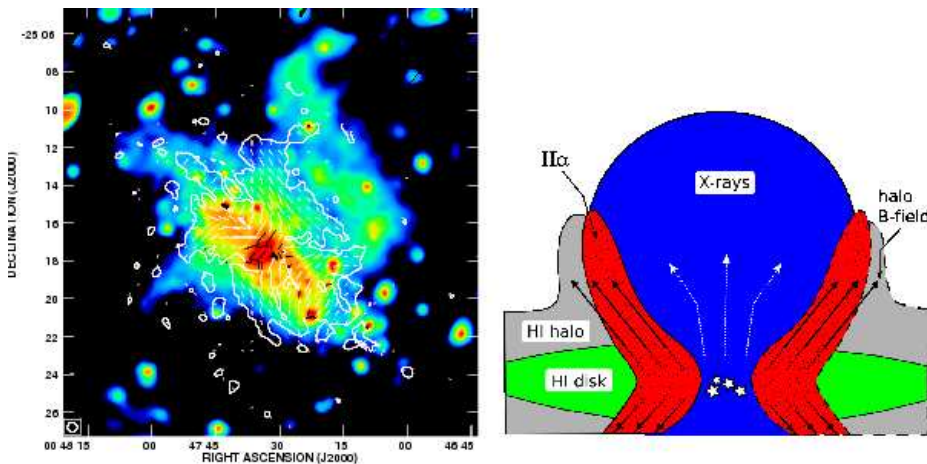 -25 06
08
10
12
14
16
18
20
22
24
26
DECLINATION (J2000)
00 48 15
00
47 45
30
15
00
46 45
RIGHT ASCENSION (J2000)
IIα
X-rays
halo
B-field
HI halo
HI disk